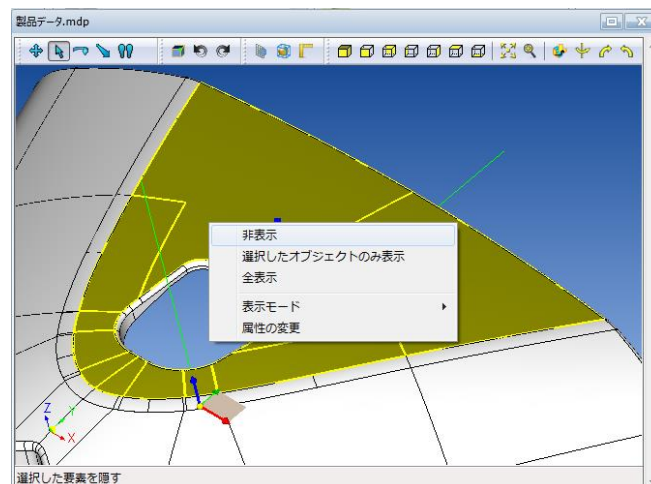 製品データ.mdp
非表示
選択したオブジェクトのみ表示
全表示
表示モード
属性の変更
Z
Y
X
選択した要素を隠す